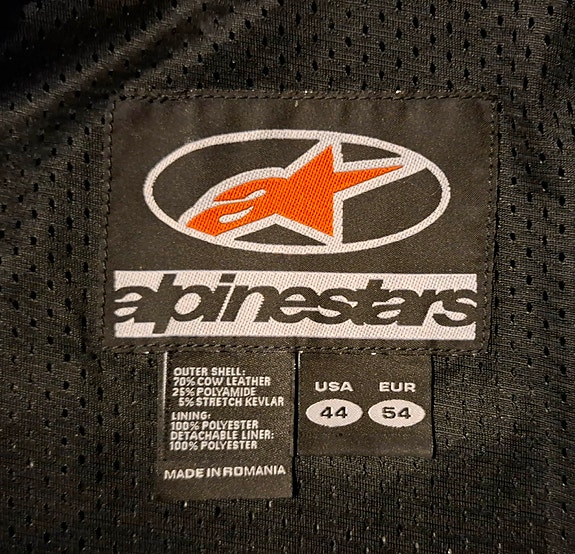 alpinestars
OUTER SHELL:
70% COW LEATHER
25% POLYAMIDE
5% STRETCH KEVLAR
LINING:
100% POLYESTER
DETACHABLE LINER:
100% POLYESTER
MADE IN ROMANIA
USA EUR
44 54